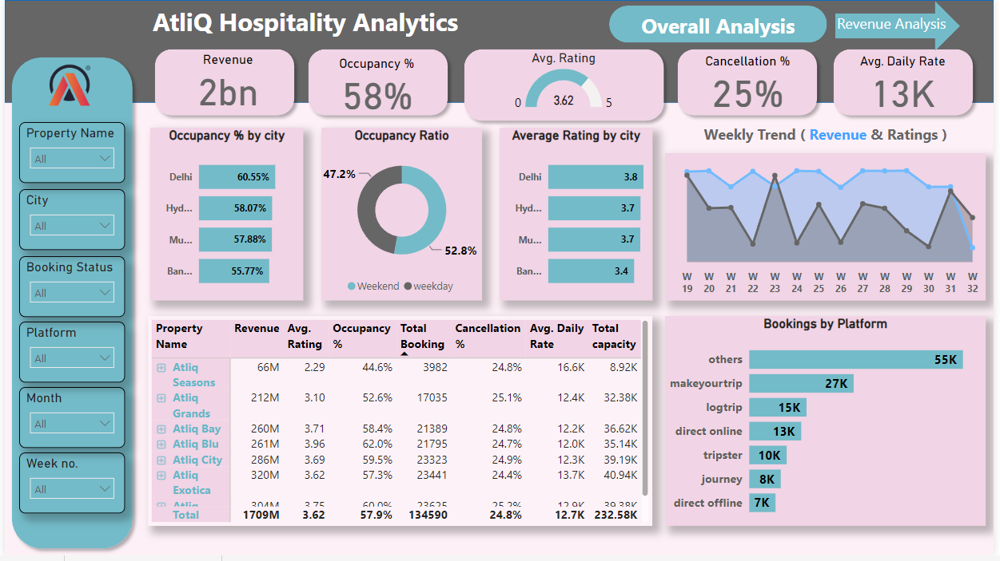 AtliQ Hospitality Analytics
Overall Analysis
Revenue Analysis
Revenue
2bn
Occupancy %
58%
Avg. Rating
0
3.62
5
Cancellation %
25%
Avg. Daily Rate
13K
Property Name
All
City
All
Booking Status
All
Platform
All
Month
All
Week no.
All
Occupancy % by city
Delhi 60.55%
Hyd... 58.07%
Mu... 57.88%
Ban... 55.77%
Occupancy Ratio
47.2%
52.8%
Weekend weekday
Average Rating by city
Delhi 3.8
Hyd... 3.7
Mu... 3.7
Ban... 3.4
Weekly Trend ( Revenue & Ratings )
W W W W W W W W W W W W W W
19 20 21 22 23 24 25 26 27 28 29 30 31 32
Property Revenue Avg. Occupancy Total Cancellation Avg. Daily Total
Name Rating % Booking % Rate capacity
Atliq 66M 2.29 44.6% 3982 24.8% 16.6K 8.92K
Seasons
Atliq 212M 3.10 52.6% 17035 25.1% 12.4K 32.38K
Grands
Atliq Bay 260M 3.71 58.4% 21389 24.8% 12.2K 36.62K
Atliq Blu 261M 3.96 62.0% 21795 24.7% 12.0K 35.14K
Atliq City 286M 3.69 59.5% 23323 24.9% 12.3K 39.19K
Atliq 320M 3.62 57.3% 23441 24.4% 13.7K 40.94K
Exotica
Atliq 304M 3.75 60.0% 23625 25.2% 12.9K 39.38K
Total 1709M 3.62 57.9% 134590 24.8% 12.7K 232.58K
Bookings by Platform
others 55K
makeyourtrip 27K
logtrip 15K
direct online 13K
tripster 10K
journey 8K
direct offline 7K